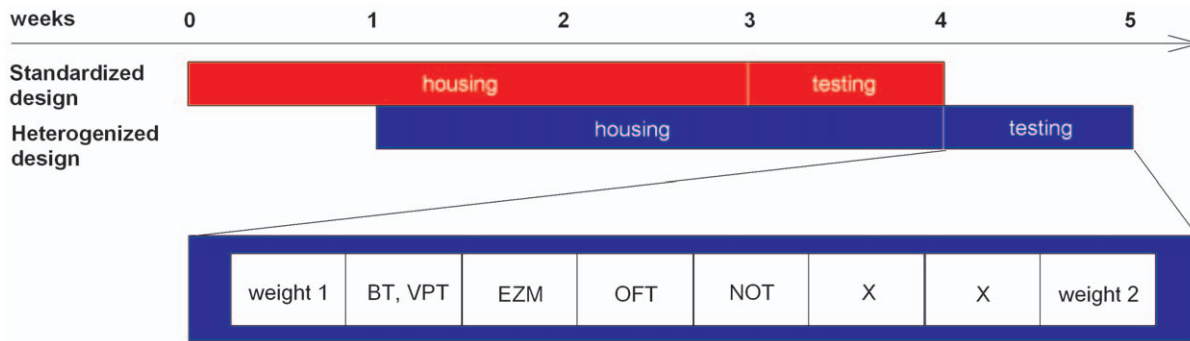 weeks 0 1 2 3 4 5
Standardized
design
housing testing
Heterogenized
design
housing testing
weight 1 BT, VPT EZM OFT NOT X X weight 2